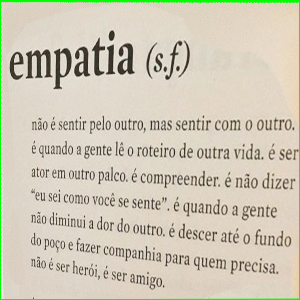 empatia (s.f.)
não é sentir pelo outro, mas sentir com o outro.
é quando a gente lê o roteiro de outra vida. é ser
ator em outro palco. é compreender. é não dizer
“eu sei como você se sente”. é quando a gente
não diminui a dor do outro. é descer até o fundo
do poço e fazer companhia para quem precisa.
não é ser herói, é ser amigo.